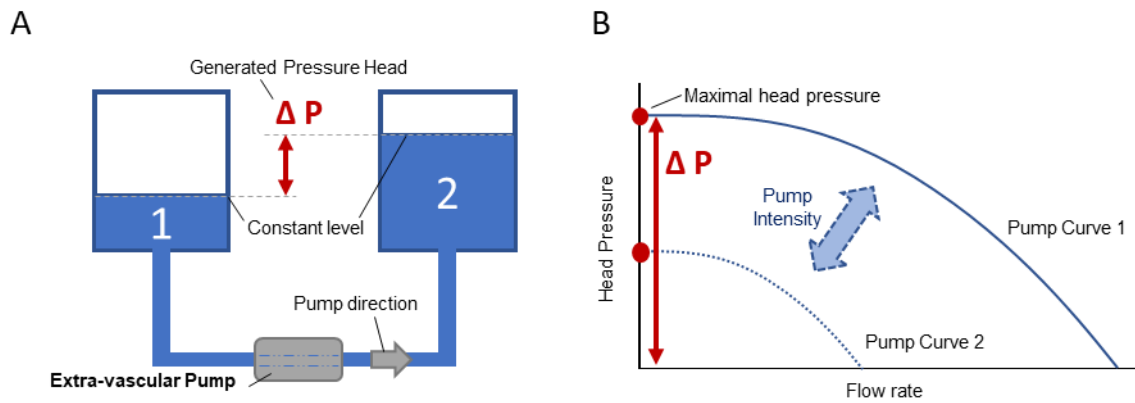 A
Generated Pressure Head
Δ P
1
2
Constant level
Pump direction
Extra-vascular Pump
B
Maximal head pressure
Δ P
Pump
Intensity
Pump Curve 1
Pump Curve 2
Head Pressure
Flow rate